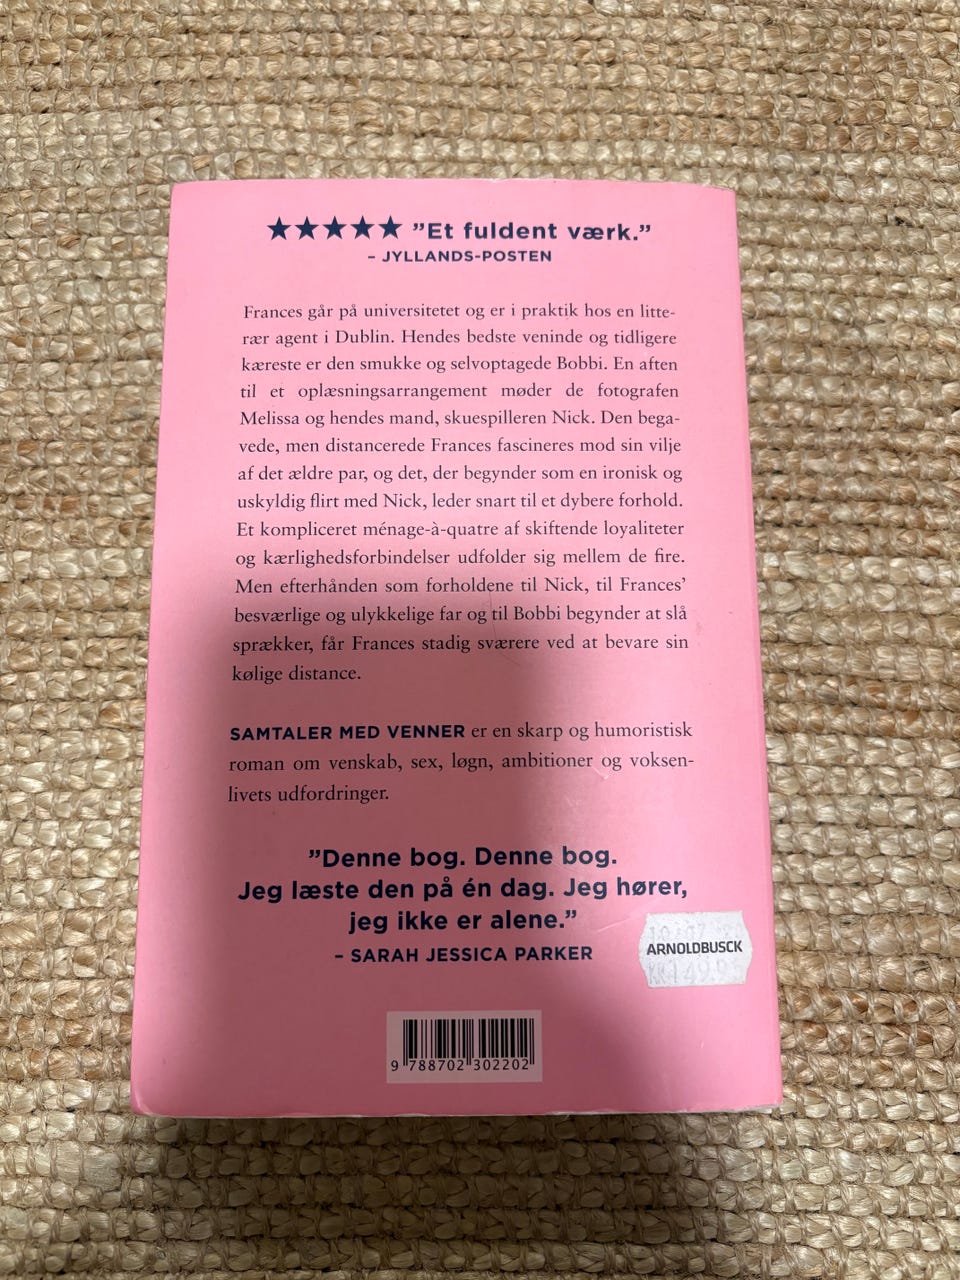 ★★★★★ ”Et fuldent værk.”
– JYLLANDS-POSTEN
Frances går på universitetet og er i praktik hos en litte-
rær agent i Dublin. Hendes bedste veninde og tidligere
kæreste er den smukke og selvoptagede Bobbi. En aften
til et oplæsningsarrangement møder de fotografen
Melissa og hendes mand, skuespilleren Nick. Den bega-
vede, men distancerede Frances fascineres mod sin vilje
af det ældre par, og det, der begynder som en ironisk og
uskyldig flirt med Nick, leder snart til et dybere forhold.
Et kompliceret ménage-à-quatre af skiftende loyaliteter
og kærlighedsforbindelser udfolder sig mellem de fire.
Men efterhånden som forholdene til Nick, til Frances’
besværlige og ulykkelige far og til Bobbi begynder at slå
sprækker, får Frances stadig sværere ved at bevare sin
kølige distance.
SAMTALER MED VENNER er en skarp og humoristisk
roman om venskab, sex, løgn, ambitioner og voksen-
livets udfordringer.
”Denne bog. Denne bog.
Jeg læste den på én dag. Jeg hører,
jeg ikke er alene.”
– SARAH JESSICA PARKER
ARNOLDBUSCK
9 788702 302202